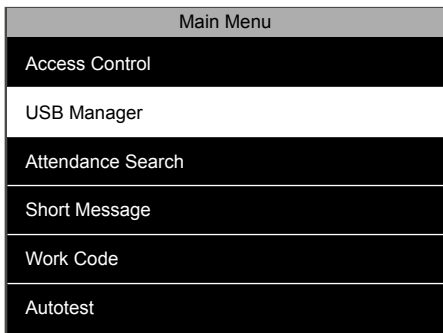 Main Menu
Access Control
USB Manager
Attendance Search
Short Message
Work Code
Autotest